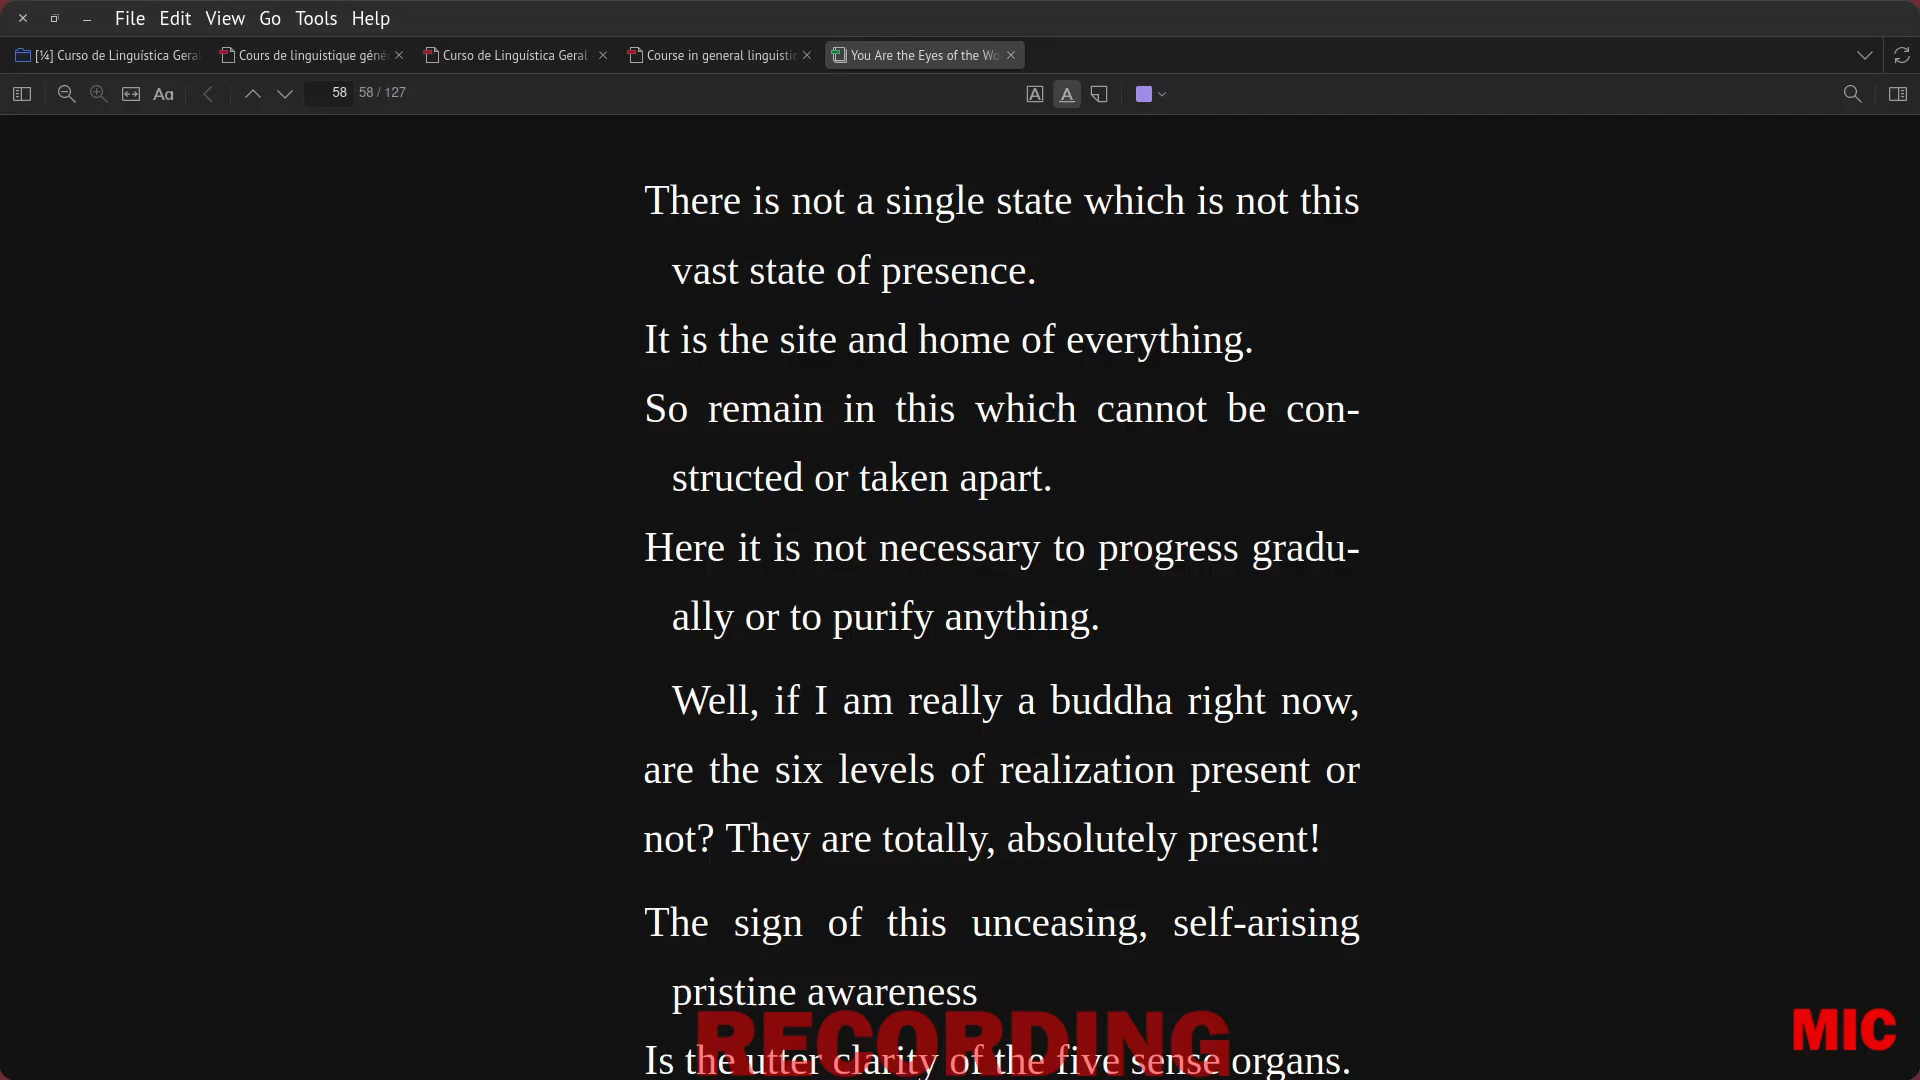 File Edit View Go Tools Help
[¼] Curso de Linguística Gera
Cours de linguistique géné
Curso de Linguística Geral
Course in general linguistic
You Are the Eyes of the Wo
Aa
58
58 / 127
A
A
There is not a single state which is not this
vast state of presence.
It is the site and home of everything.
So remain in this which cannot be con-
structed or taken apart.
Here it is not necessary to progress gradu-
ally or to purify anything.
Well, if I am really a buddha right now,
are the six levels of realization present or
not? They are totally, absolutely present!
The sign of this unceasing, self-arising
pristine awareness
Is the utter clarity of the five sense organs.
RECORDING
MIC